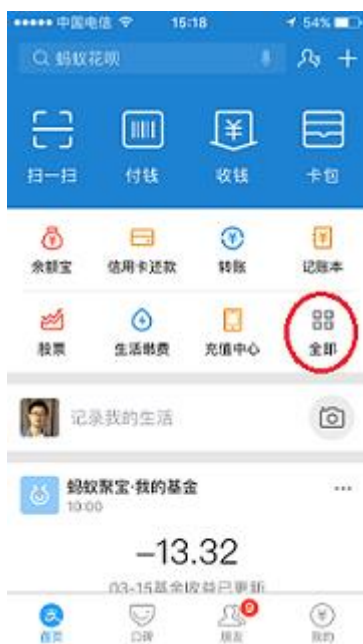 中国电信 15:18 54%
蚂蚁花呗
扫一扫 付钱 收钱 卡包
余额宝 信用卡还款 转账 记账本
股票 生活缴费 充值中心 全部
记录我的生活
蚂蚁聚宝·我的基金
10:00
-13.32
03-15基金收益已更新
9
首页 口碑 朋友 我的